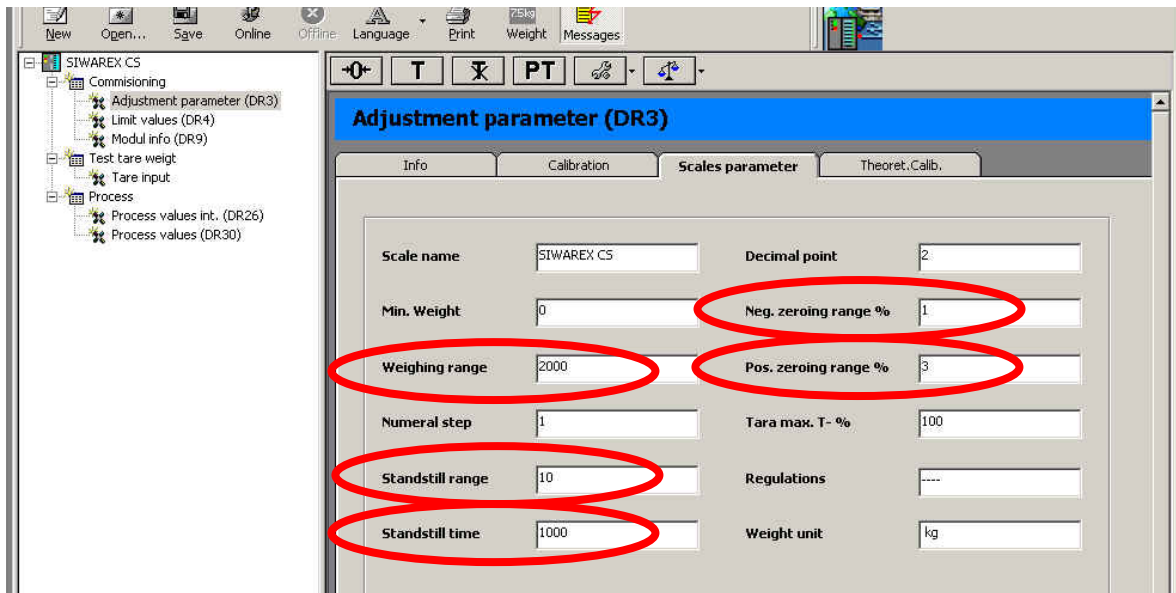 75kg
New Open... Save Online Offline Language Print Weight Messages
SIWAREX CS
Commisioning
Adjustment parameter (DR3)
Limit values (DR4)
Modul info (DR9)
Test tare weigt
Tare input
Process
Process values int. (DR26)
Process values (DR30)
→0← T T PT
Adjustment parameter (DR3)
Info Calibration Scales parameter Theoret.Calib.
Scale name SIWAREX CS Decimal point 2
Min. Weight 0 Neg. zeroing range % 1
Weighing range 2000 Pos. zeroing range % 3
Numeral step 1 Tara max. T- % 100
Standstill range 10 Regulations ----
Standstill time 1000 Weight unit kg